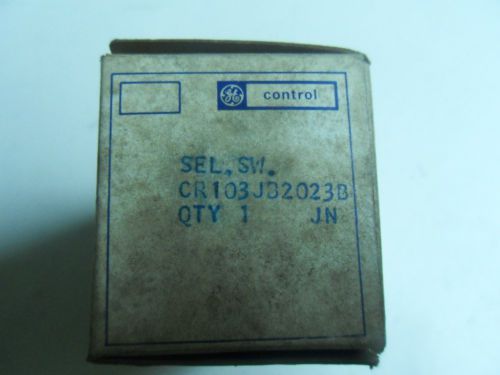 GE control
SEL. SW.
CR103JB2023B
QTY 1 JN